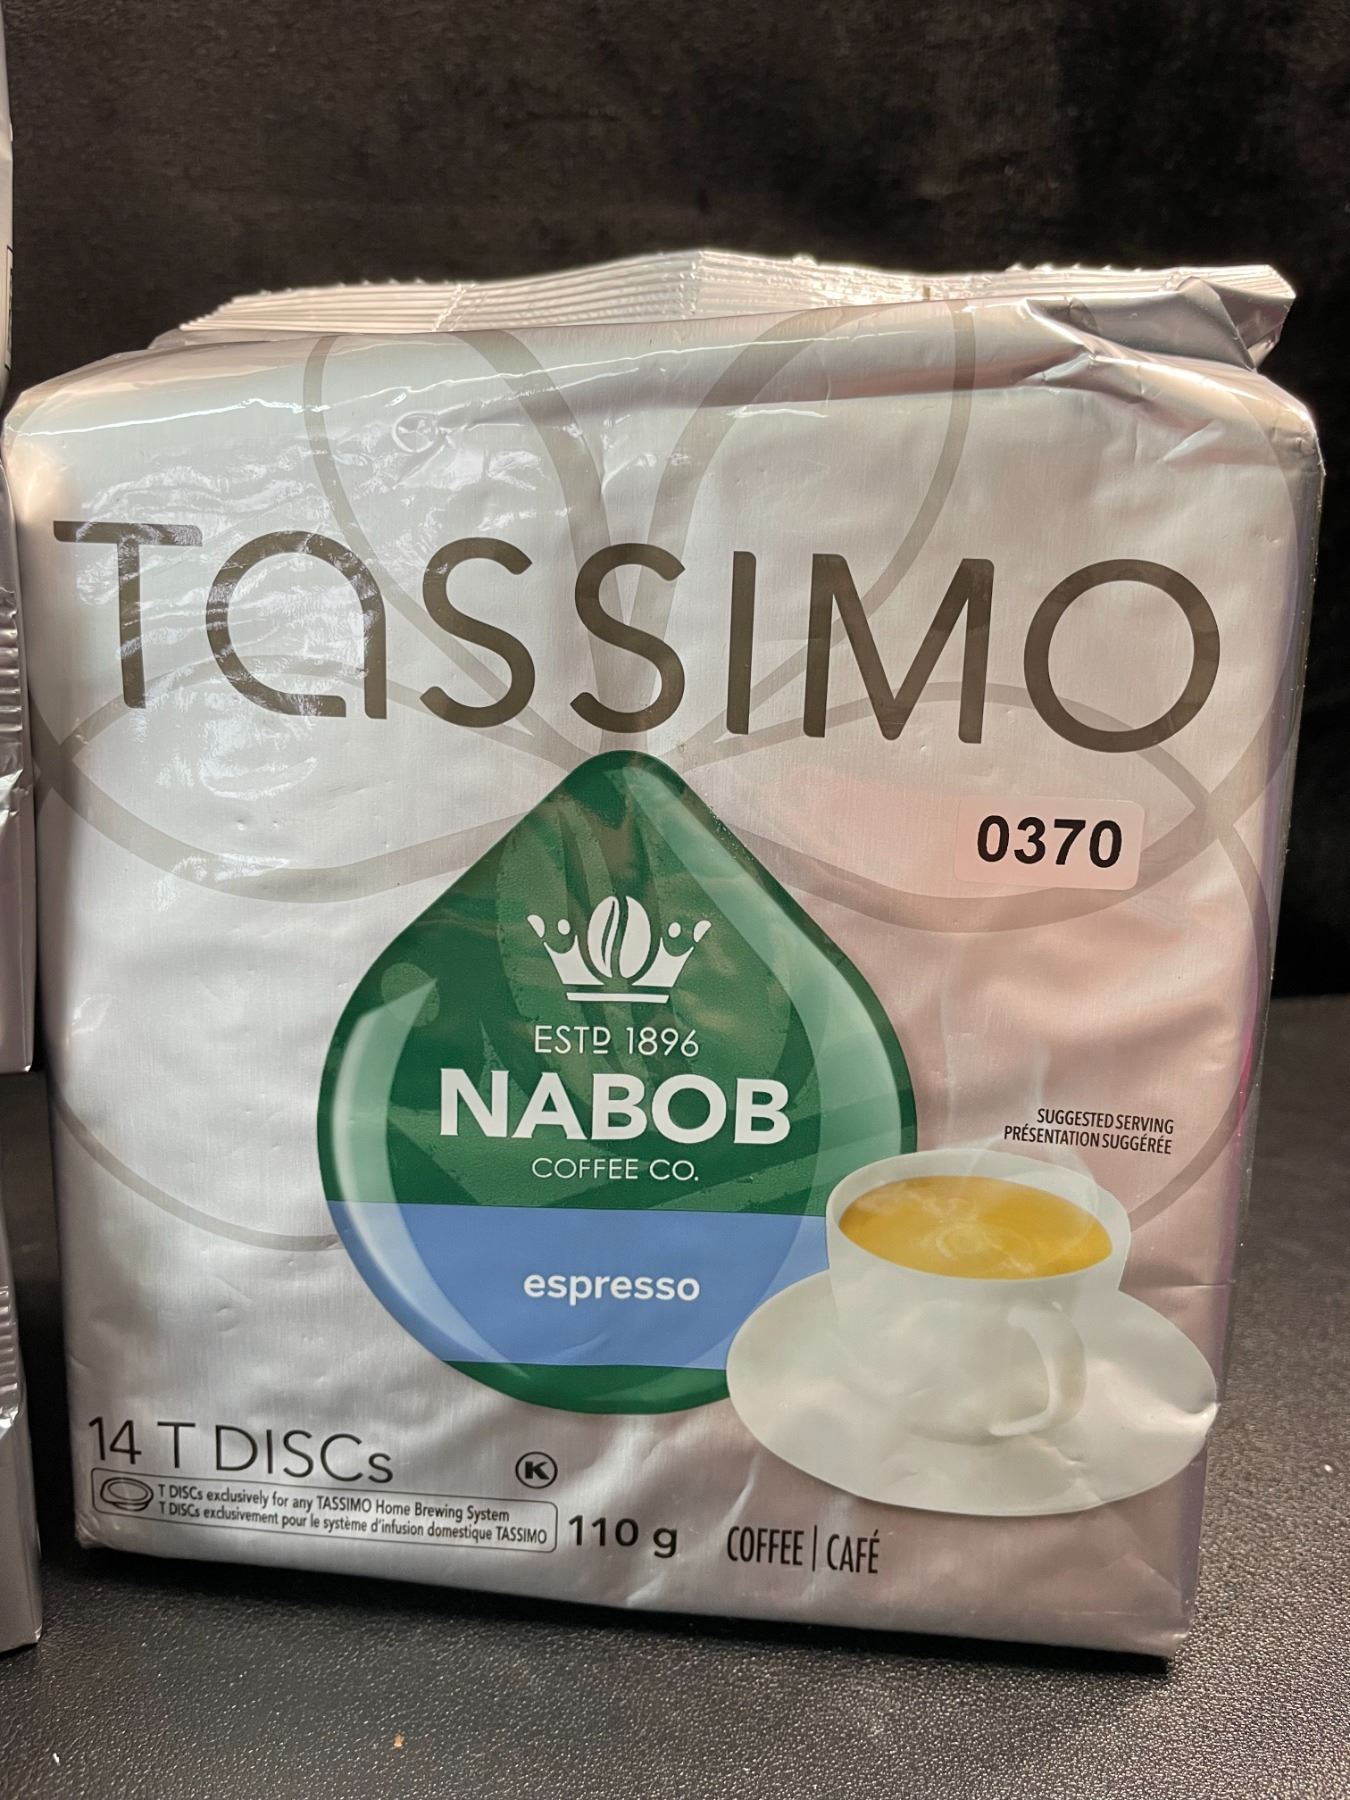 TASSIMO
0370
ESTD 1896
NABOB
COFFEE CO.
espresso
SUGGESTED SERVING
PRÉSENTATION SUGGÉRÉE
14 T DISCs
K
T DISCs exclusively for any TASSIMO Home Brewing System
T DISCs exclusivement pour le système d'infusion domestique TASSIMO
110 g
COFFEE | CAFÉ